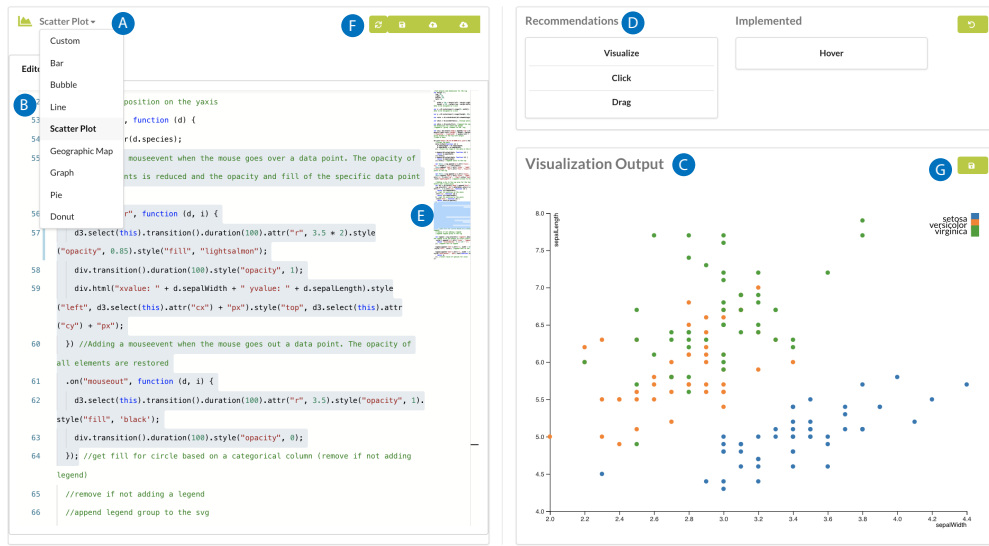 Scatter Plot
A
F
Custom
Bar
Bubble
Line
Scatter Plot
Geographic Map
Graph
Pie
Donut
B
position on the yaxis
53 , function (d) {
54 r(d.species);
55 mouseevent when the mouse goes over a data point. The opacity of
nts is reduced and the opacity and fill of the specific data point
56 r", function (d, i) {
57 d3.select(this).transition().duration(100).attr("r", 3.5 * 2).style
("opacity", 0.85).style("fill", "lightsalmon");
58 div.transition().duration(100).style("opacity", 1);
59 div.html("xvalue: " + d.sepalWidth + " yvalue: " + d.sepalLength).style
("left", d3.select(this).attr("cx") + "px").style("top", d3.select(this).attr
("cy") + "px");
60 }) //Adding a mouseevent when the mouse goes out a data point. The opacity of
all elements are restored
61 .on("mouseout", function (d, i) {
62 d3.select(this).transition().duration(100).attr("r", 3.5).style("opacity", 1).
style("fill", 'black');
63 div.transition().duration(100).style("opacity", 0);
64 }); //get fill for circle based on a categorical column (remove if not adding
legend)
65 //remove if not adding a legend
66 //append legend group to the svg
E
Recommendations D
Visualize
Click
Drag
Implemented
Hover
Visualization Output C
G
setosa
versicolor
virginica
sepalLength
8.0
7.5
7.0
6.5
6.0
5.5
5.0
4.5
4.0
2.0 2.2 2.4 2.6 2.8 3.0 3.2 3.4 3.6 3.8 4.0 4.2 4.4
sepalWidth